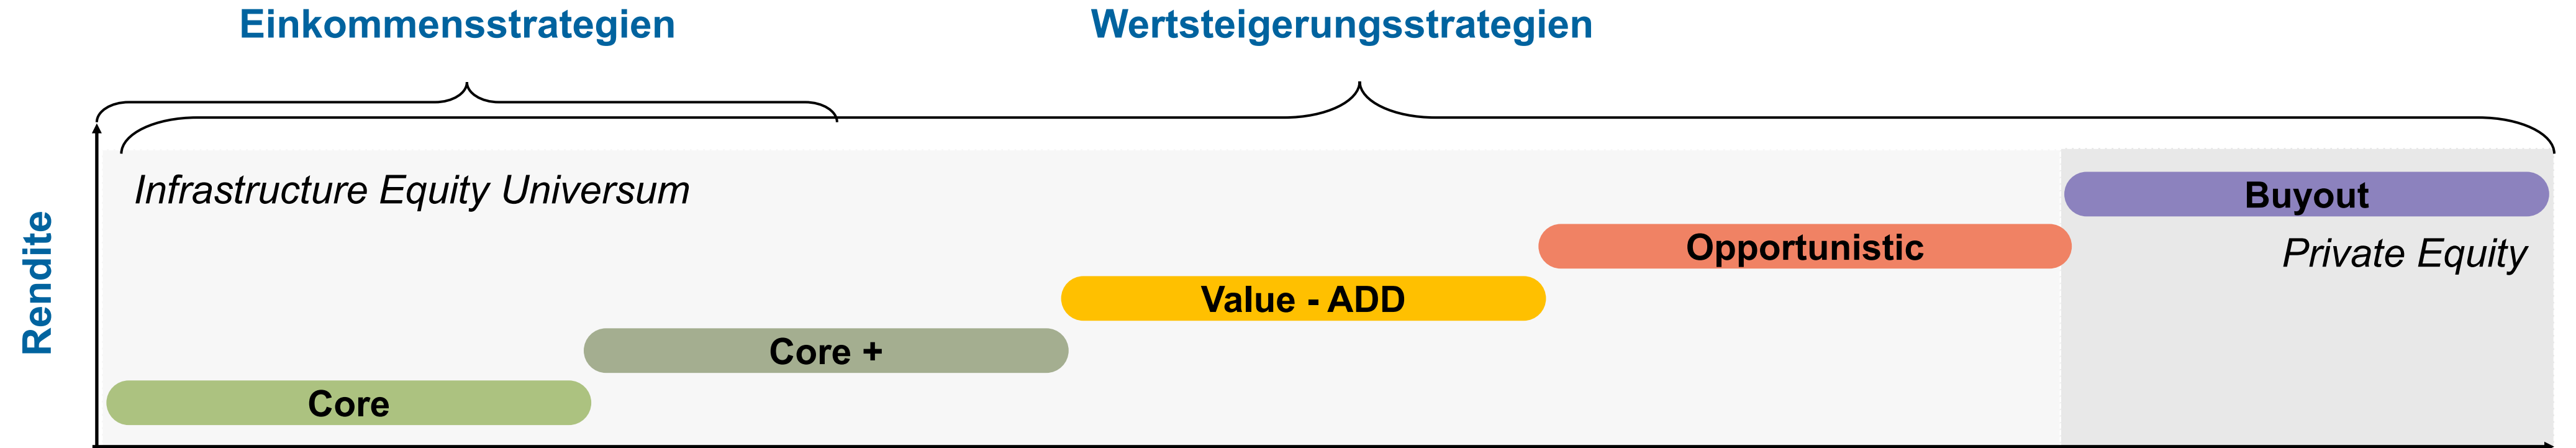 Einkommensstrategien
Wertsteigerungsstrategien
Infrastructure Equity Universum
Buyout
Rendite
Opportunistic
Private Equity
Value - ADD
Core +
Core